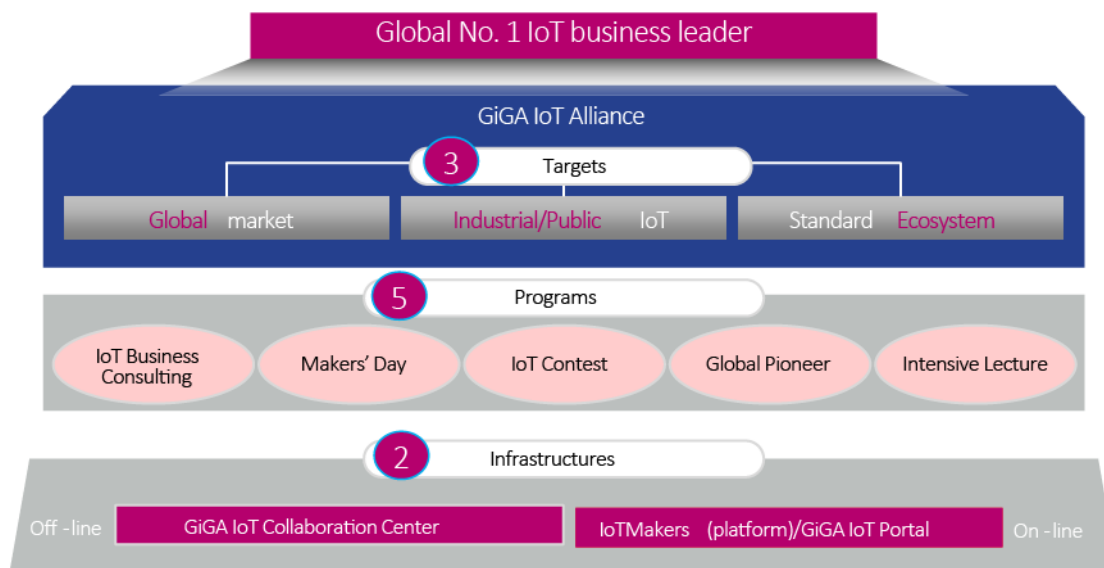 Global No. 1 IoT business leader
GiGA IoT Alliance
3 Targets
Global market
Industrial/Public IoT
Standard Ecosystem
5 Programs
IoT Business
Consulting
Makers' Day
IoT Contest
Global Pioneer
Intensive Lecture
2 Infrastructures
Off-line
GiGA IoT Collaboration Center
IoTMakers (platform)/GiGA IoT Portal
On-line